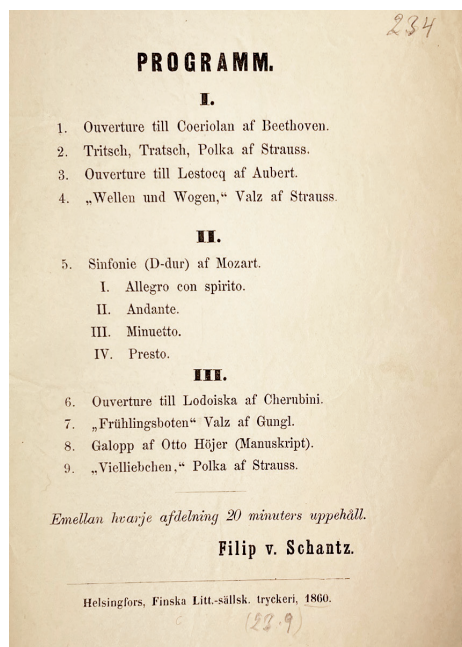 234
PROGRAMM.
I.
1. Ouverture till Coeriolan af Beethoven.
2. Tritsch, Tratsch, Polka af Strauss.
3. Ouverture till Lestocq af Aubert.
4. „Wellen und Wogen,“ Valz af Strauss.
II.
5. Sinfonie (D-dur) af Mozart.
I. Allegro con spirito.
II. Andante.
III. Minuetto.
IV. Presto.
III.
6. Ouverture till Lodoiska af Cherubini.
7. „Frühlingsboten“ Valz af Gungl.
8. Galopp af Otto Höjer (Manuskript).
9. „Vielliebchen,“ Polka af Strauss.
Emellan hvarje afdelning 20 minuters uppehåll.
Filip v. Schantz.
Helsingfors, Finska Litt.-sällsk. tryckeri, 1860.
(23.9)